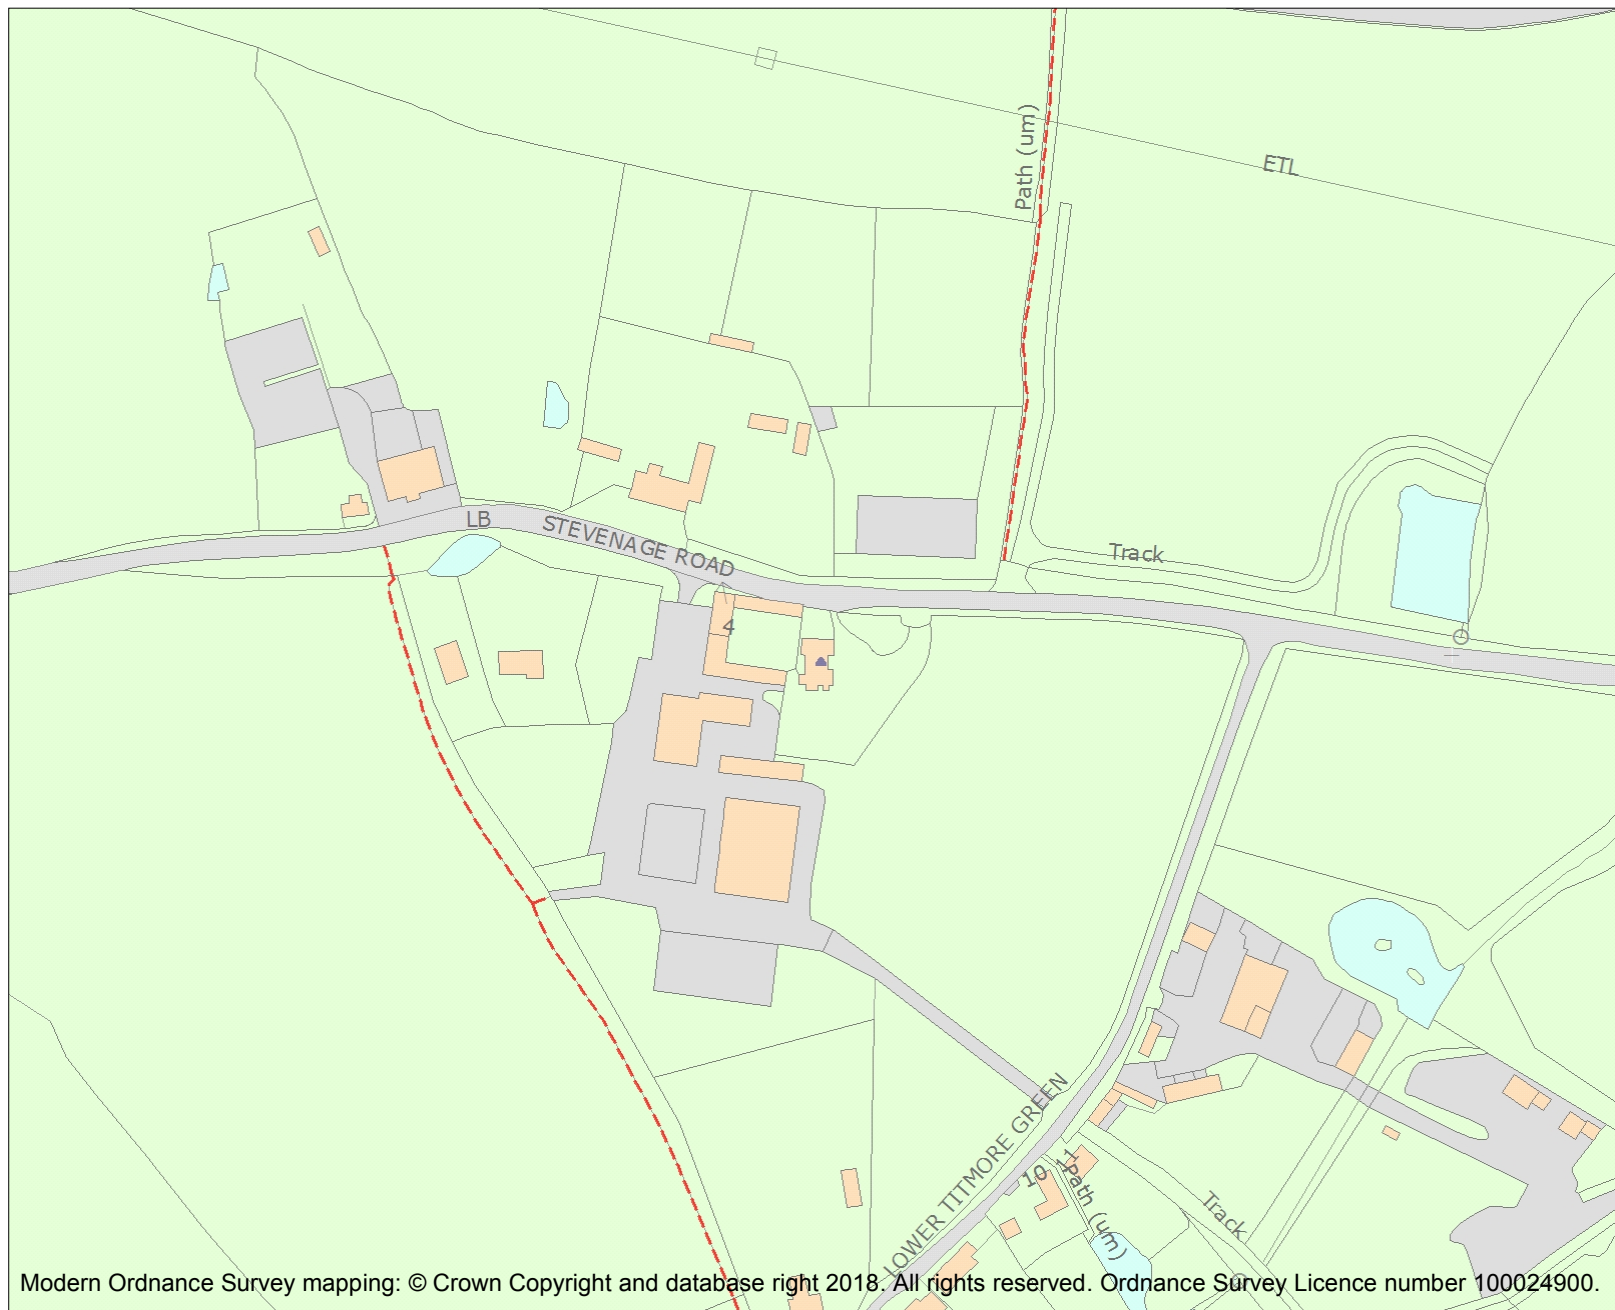 Path (um)
ETL
LB
STEVENAGE ROAD
Track
4
LOWER TITMORE GREEN
10
11
Path (um)
Track
Modern Ordnance Survey mapping: © Crown Copyright and database right 2018. All rights reserved. Ordnance Survey Licence number 100024900.